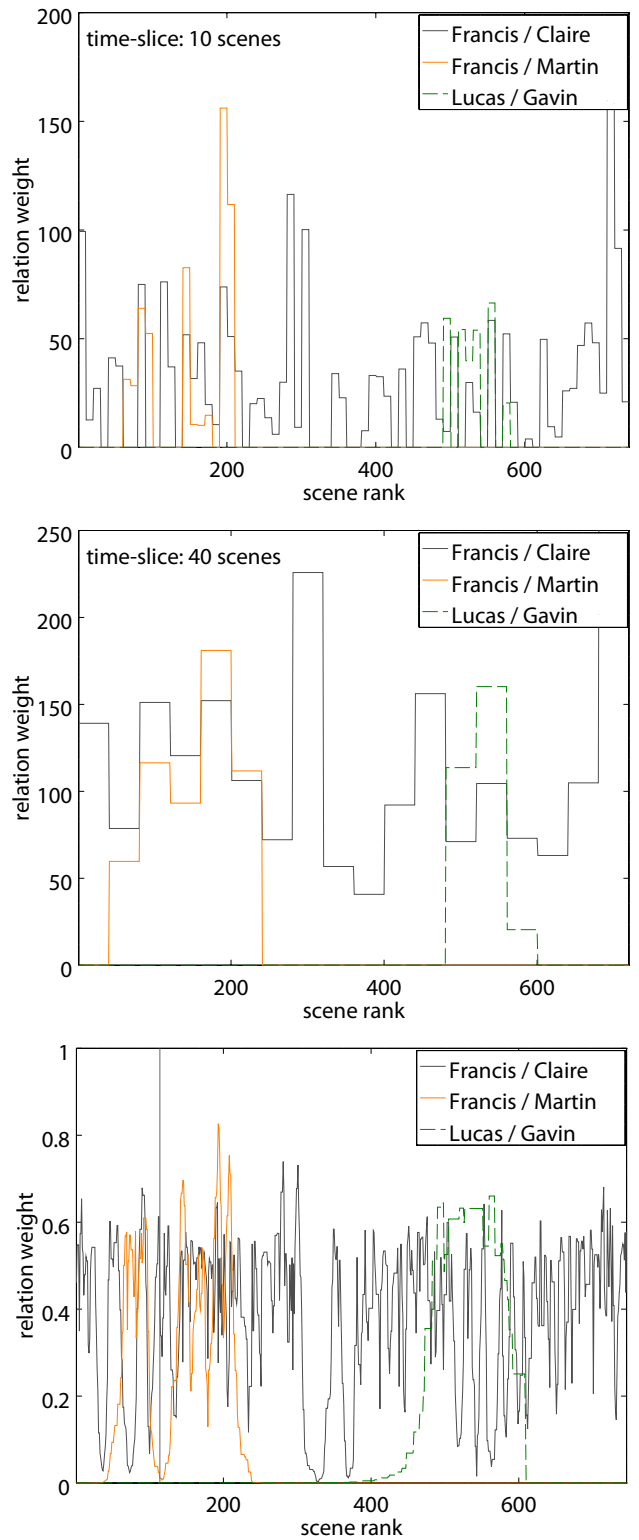 200
time-slice: 10 scenes
Francis / Claire
Francis / Martin
Lucas / Gavin
150
100
50
0
relation weight
200
400
600
scene rank
250
time-slice: 40 scenes
Francis / Claire
Francis / Martin
Lucas / Gavin
200
150
100
50
0
relation weight
200
400
600
scene rank
1
Francis / Claire
Francis / Martin
Lucas / Gavin
0.8
0.6
0.4
0.2
0
relation weight
200
400
600
scene rank